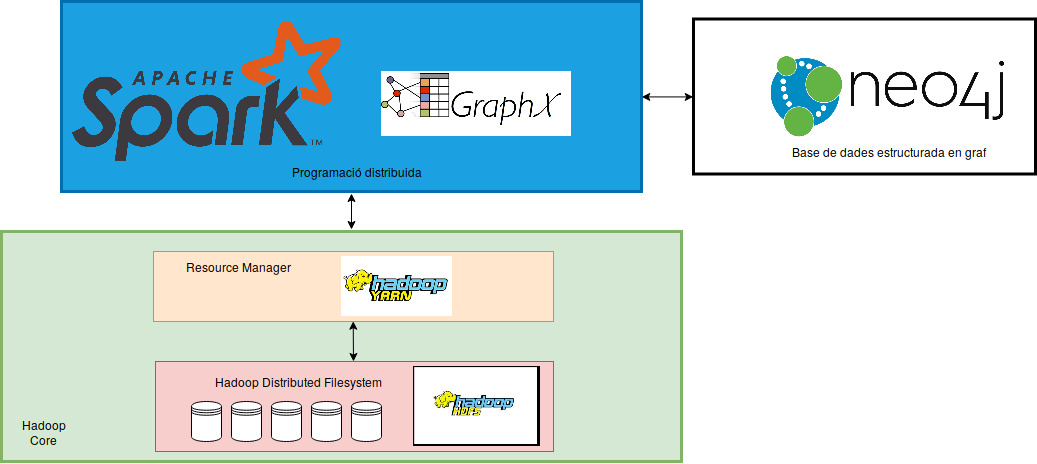 APACHE
Spark
TM
GraphX
Programació distribuida
neo4j
Base de dades estructurada en graf
Resource Manager
hadoop
YARN
Hadoop Distributed Filesystem
hadoop
HDFS
Hadoop
Core